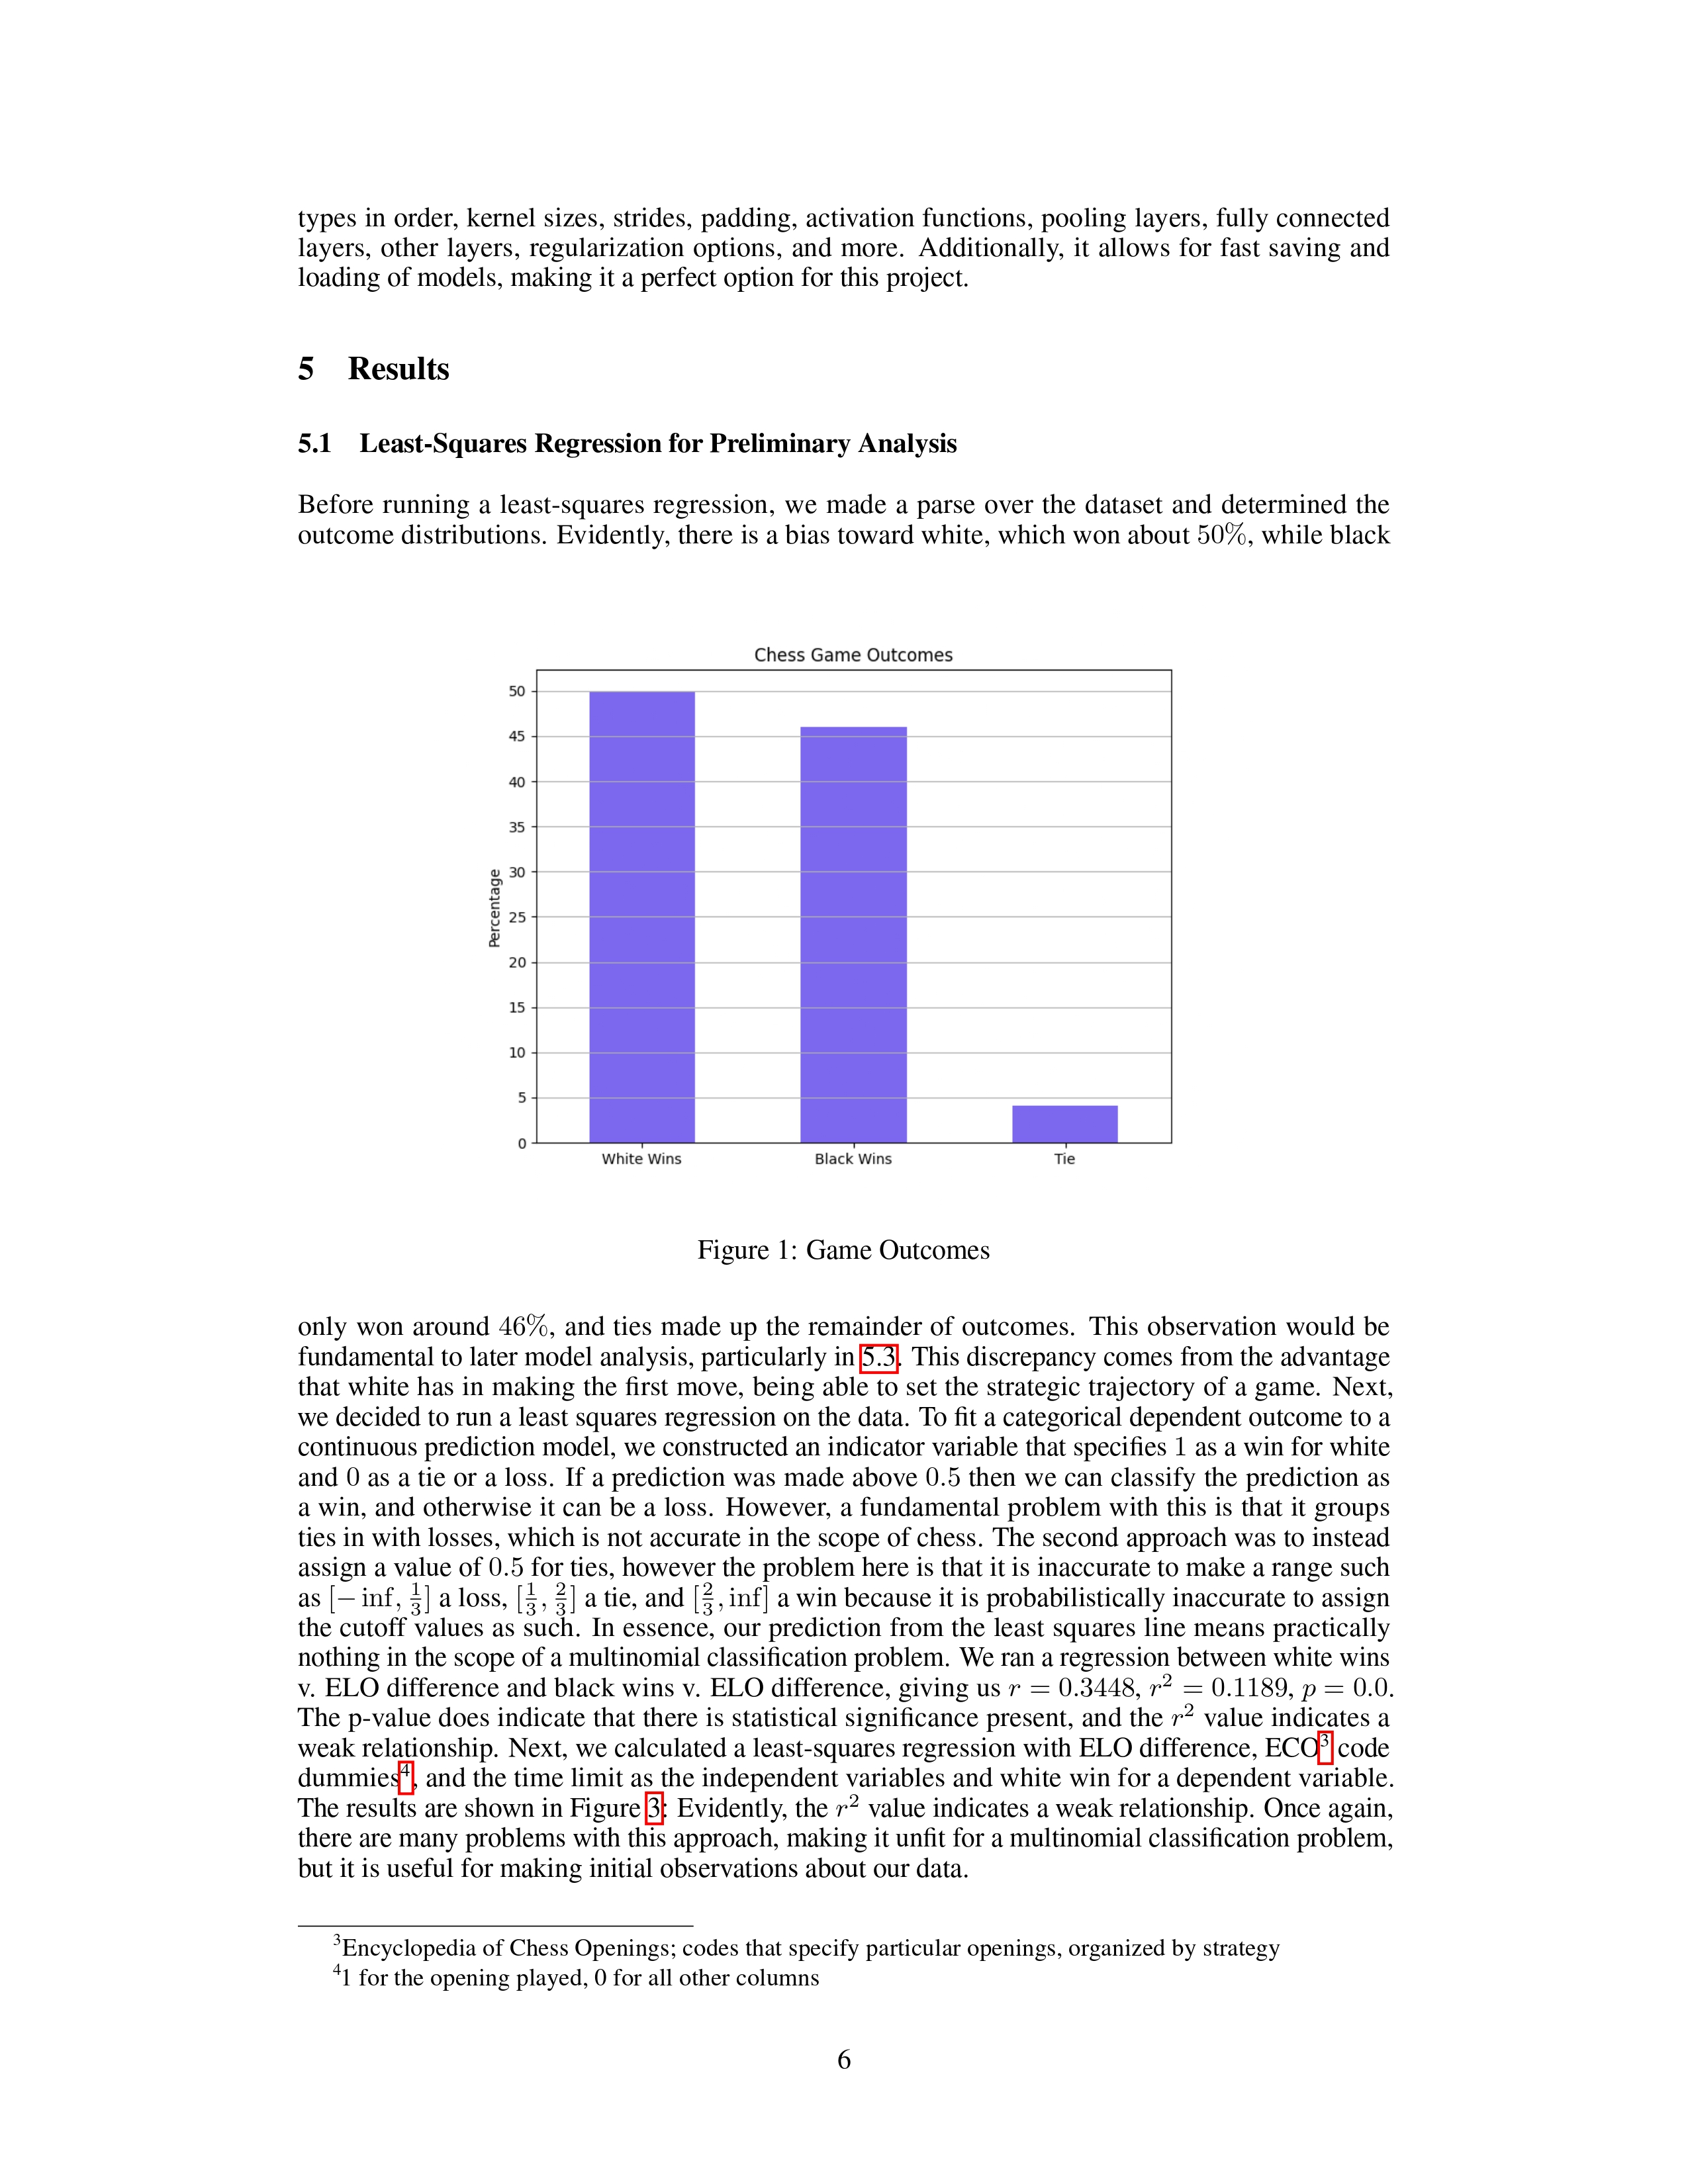 types in order, kernel sizes, strides, padding, activation functions, pooling layers, fully connected
layers, other layers, regularization options, and more. Additionally, it allows for fast saving and
loading of models, making it a perfect option for this project.
5 Results
5.1 Least-Squares Regression for Preliminary Analysis
Before running a least-squares regression, we made a parse over the dataset and determined the
outcome distributions. Evidently, there is a bias toward white, which won about 50%, while black
Chess Game Outcomes
Percentage
50
45
40
35
30
25
20
15
10
5
0
White Wins Black Wins Tie
Figure 1: Game Outcomes
only won around 46%, and ties made up the remainder of outcomes. This observation would be
fundamental to later model analysis, particularly in 5.3. This discrepancy comes from the advantage
that white has in making the first move, being able to set the strategic trajectory of a game. Next,
we decided to run a least squares regression on the data. To fit a categorical dependent outcome to a
continuous prediction model, we constructed an indicator variable that specifies 1 as a win for white
and 0 as a tie or a loss. If a prediction was made above 0.5 then we can classify the prediction as
a win, and otherwise it can be a loss. However, a fundamental problem with this is that it groups
ties in with losses, which is not accurate in the scope of chess. The second approach was to instead
assign a value of 0.5 for ties, however the problem here is that it is inaccurate to make a range such
as [− inf, 1/3] a loss, [1/3, 2/3] a tie, and [2/3, inf] a win because it is probabilistically inaccurate to assign
the cutoff values as such. In essence, our prediction from the least squares line means practically
nothing in the scope of a multinomial classification problem. We ran a regression between white wins
v. ELO difference and black wins v. ELO difference, giving us r = 0.3448, r² = 0.1189, p = 0.0.
The p-value does indicate that there is statistical significance present, and the r² value indicates a
weak relationship. Next, we calculated a least-squares regression with ELO difference, ECO³ code
dummies⁴, and the time limit as the independent variables and white win for a dependent variable.
The results are shown in Figure 3: Evidently, the r² value indicates a weak relationship. Once again,
there are many problems with this approach, making it unfit for a multinomial classification problem,
but it is useful for making initial observations about our data.
³Encyclopedia of Chess Openings; codes that specify particular openings, organized by strategy
⁴1 for the opening played, 0 for all other columns
6